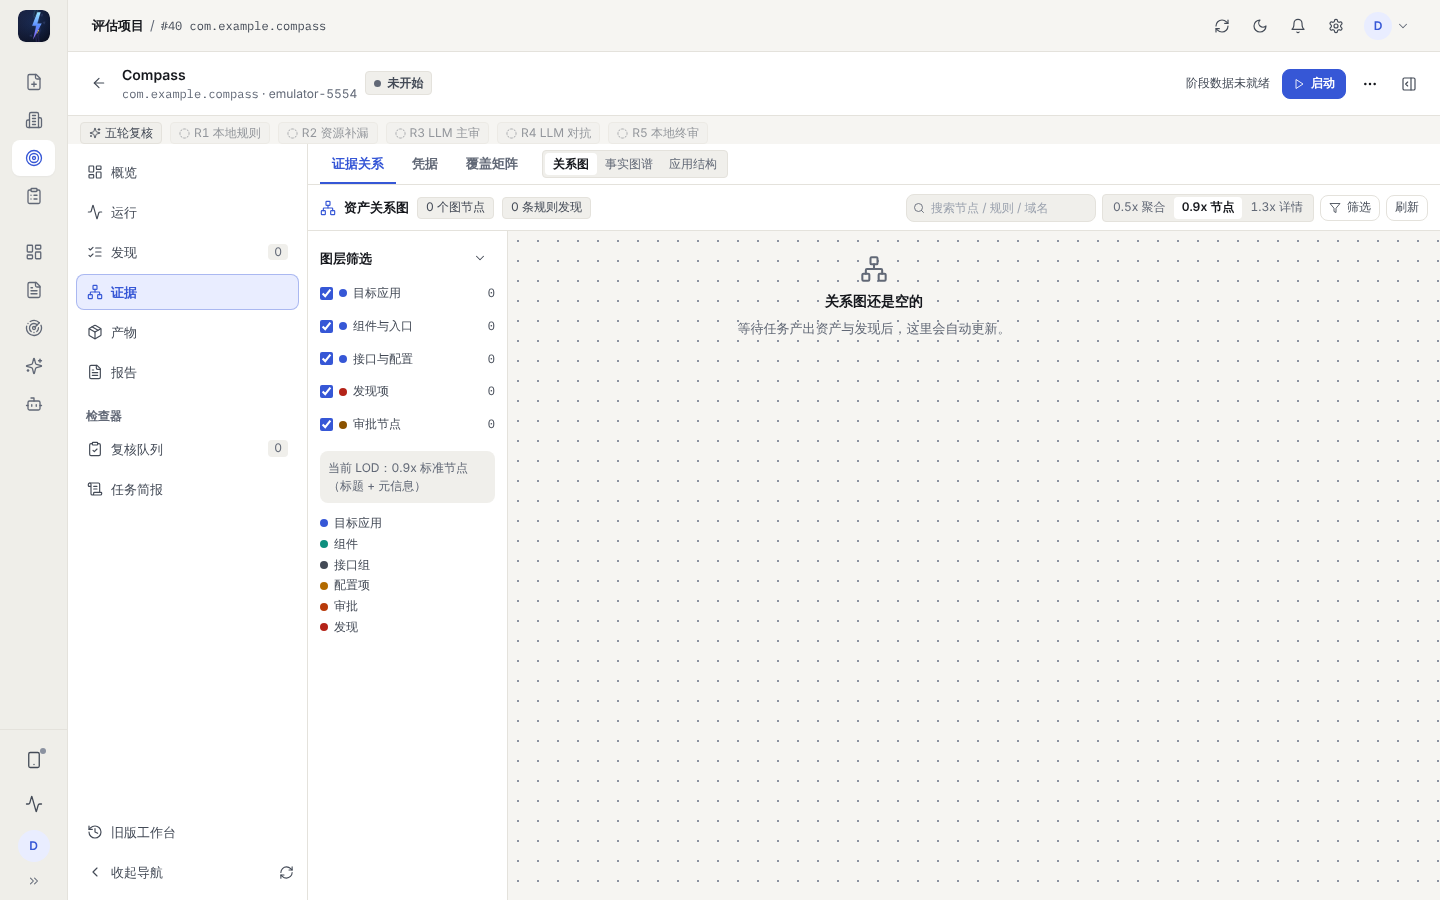 评估项目 / #40 com.example.compass
D
Compass
com.example.compass · emulator-5554
未开始
阶段数据未就绪
启动
五轮复核
R1 本地规则
R2 资源补漏
R3 LLM 主审
R4 LLM 对抗
R5 本地终审
概览
运行
发现 0
证据
产物
报告
检查器
复核队列 0
任务简报
旧版工作台
收起导航
D
证据关系
凭据
覆盖矩阵
关系图
事实图谱
应用结构
资产关系图
0 个图节点
0 条规则发现
搜索节点 / 规则 / 域名
0.5x 聚合
0.9x 节点
1.3x 详情
筛选
刷新
图层筛选
目标应用 0
组件与入口 0
接口与配置 0
发现项 0
审批节点 0
当前 LOD：0.9x 标准节点
（标题 + 元信息）
目标应用
组件
接口组
配置项
审批
发现
关系图还是空的
等待任务产出资产与发现后，这里会自动更新。